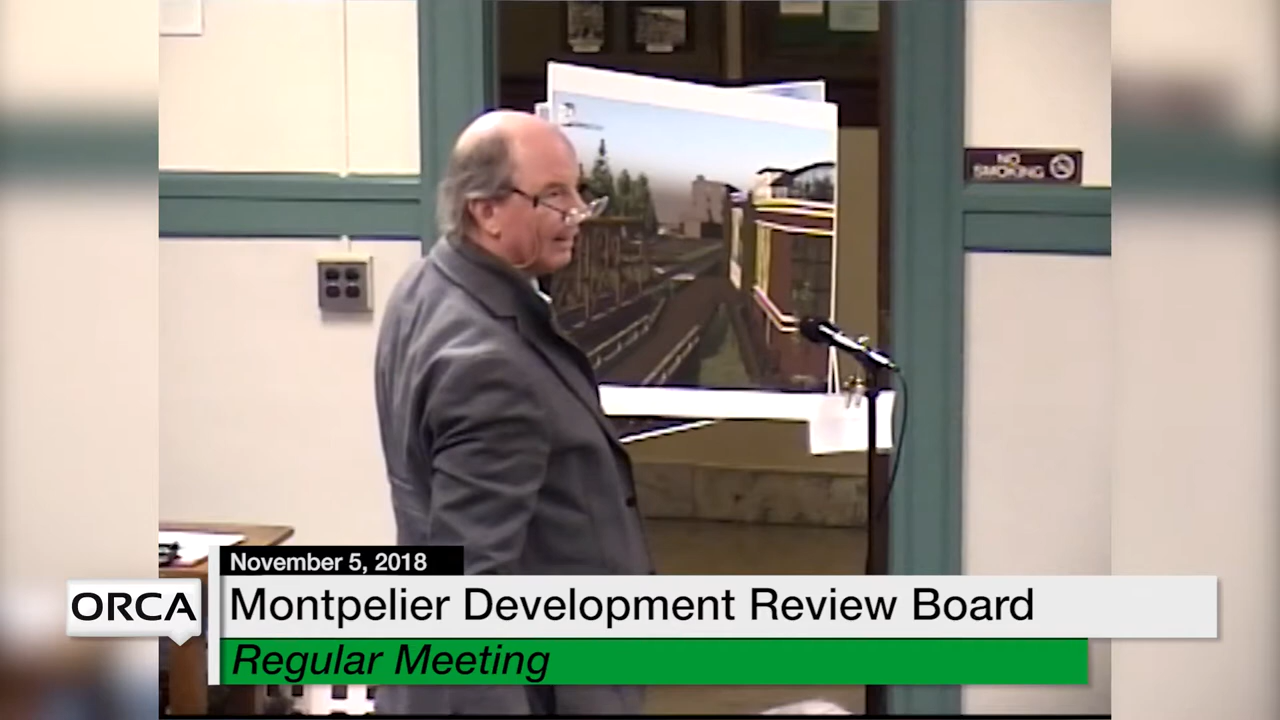 NO
SMOKING
November 5, 2018
ORCA
Montpelier Development Review Board
Regular Meeting